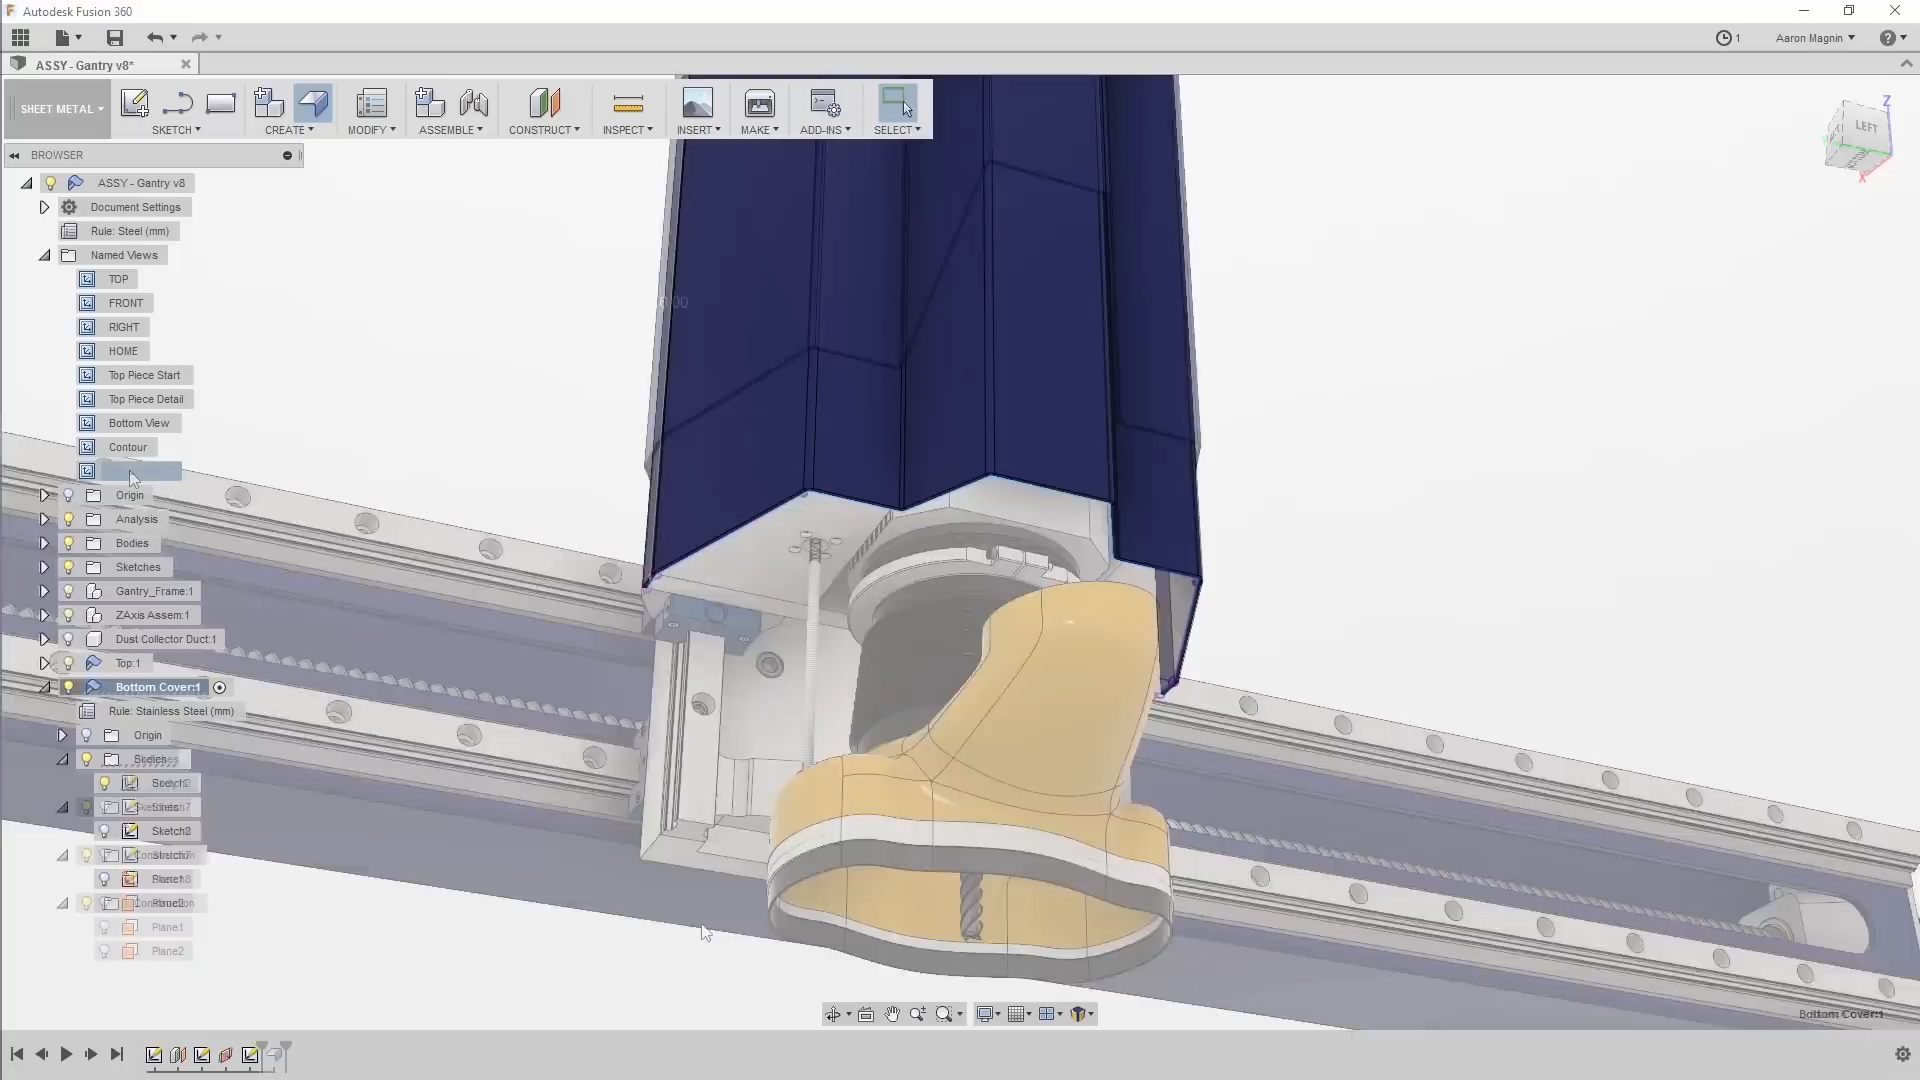 Autodesk Fusion 360
1
Aaron Magnin
ASSY - Gantry v8*
SHEET METAL
SKETCH
CREATE
MODIFY
ASSEMBLE
CONSTRUCT
INSPECT
INSERT
MAKE
ADD-INS
SELECT
BROWSER
Z
LEFT
X
ASSY - Gantry v8
Document Settings
Rule: Steel (mm)
Named Views
TOP
FRONT
RIGHT
HOME
Top Piece Start
Top Piece Detail
Bottom View
Contour
Origin
Analysis
Bodies
Sketches
Gantry_Frame:1
ZAxis Assem:1
Dust Collector Duct:1
Top:1
Bottom Cover:1
Rule: Stainless Steel (mm)
Origin
Sketches
Sketch2
Plane1
Plane2
Bottom Cover:1